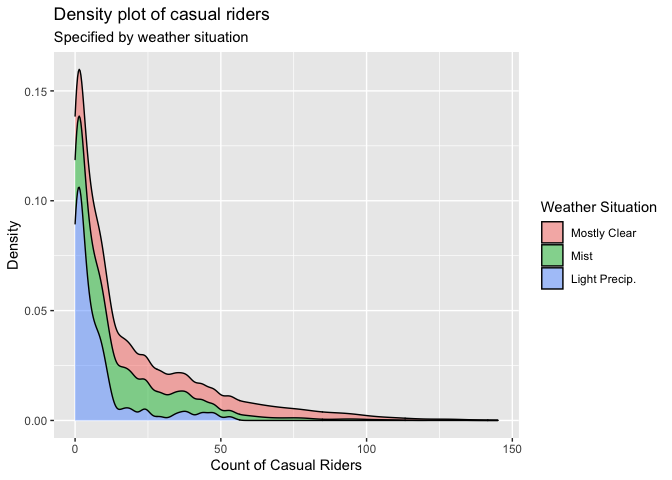 Density plot of casual riders
Specified by weather situation
0.15
0.10
0.05
0.00
Density
0 50 100 150
Count of Casual Riders
Weather Situation
Mostly Clear
Mist
Light Precip.